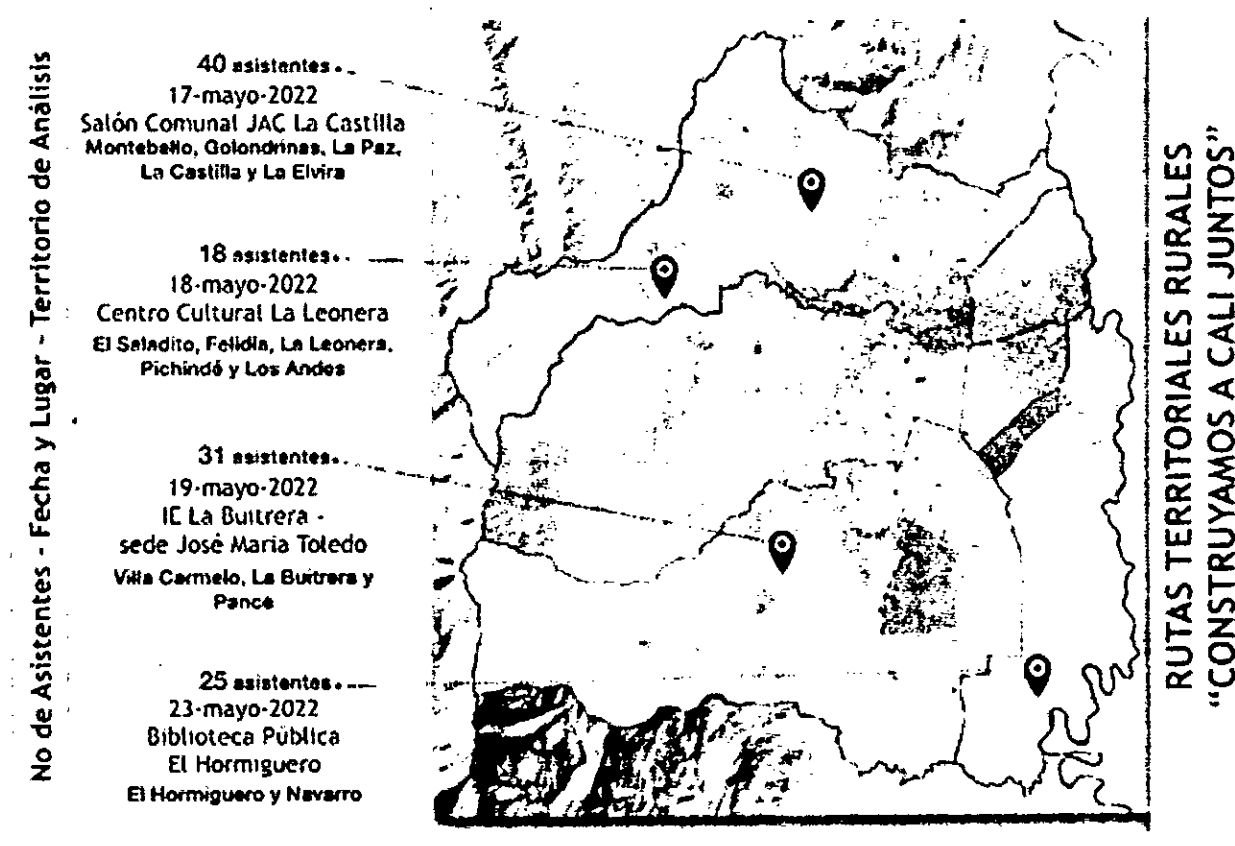 No de Asistentes - Fecha y Lugar - Territorio de Análisis
40 asistentes
17-mayo-2022
Salón Comunal JAC La Castilla
Montebello, Golondrinas, La Paz,
La Castilla y La Elvira
18 asistentes
18-mayo-2022
Centro Cultural La Leonera
El Saladito, Felidia, La Leonera,
Pichindé y Los Andes
31 asistentes
19-mayo-2022
IE La Buitrera -
sede José Maria Toledo
Villa Carmelo, La Buitrera y
Pance
25 asistentes
23-mayo-2022
Biblioteca Pública
El Hormiguero
El Hormiguero y Navarro
RUTAS TERRITORIALES RURALES
“CONSTRUYAMOS A CALI JUNTOS”